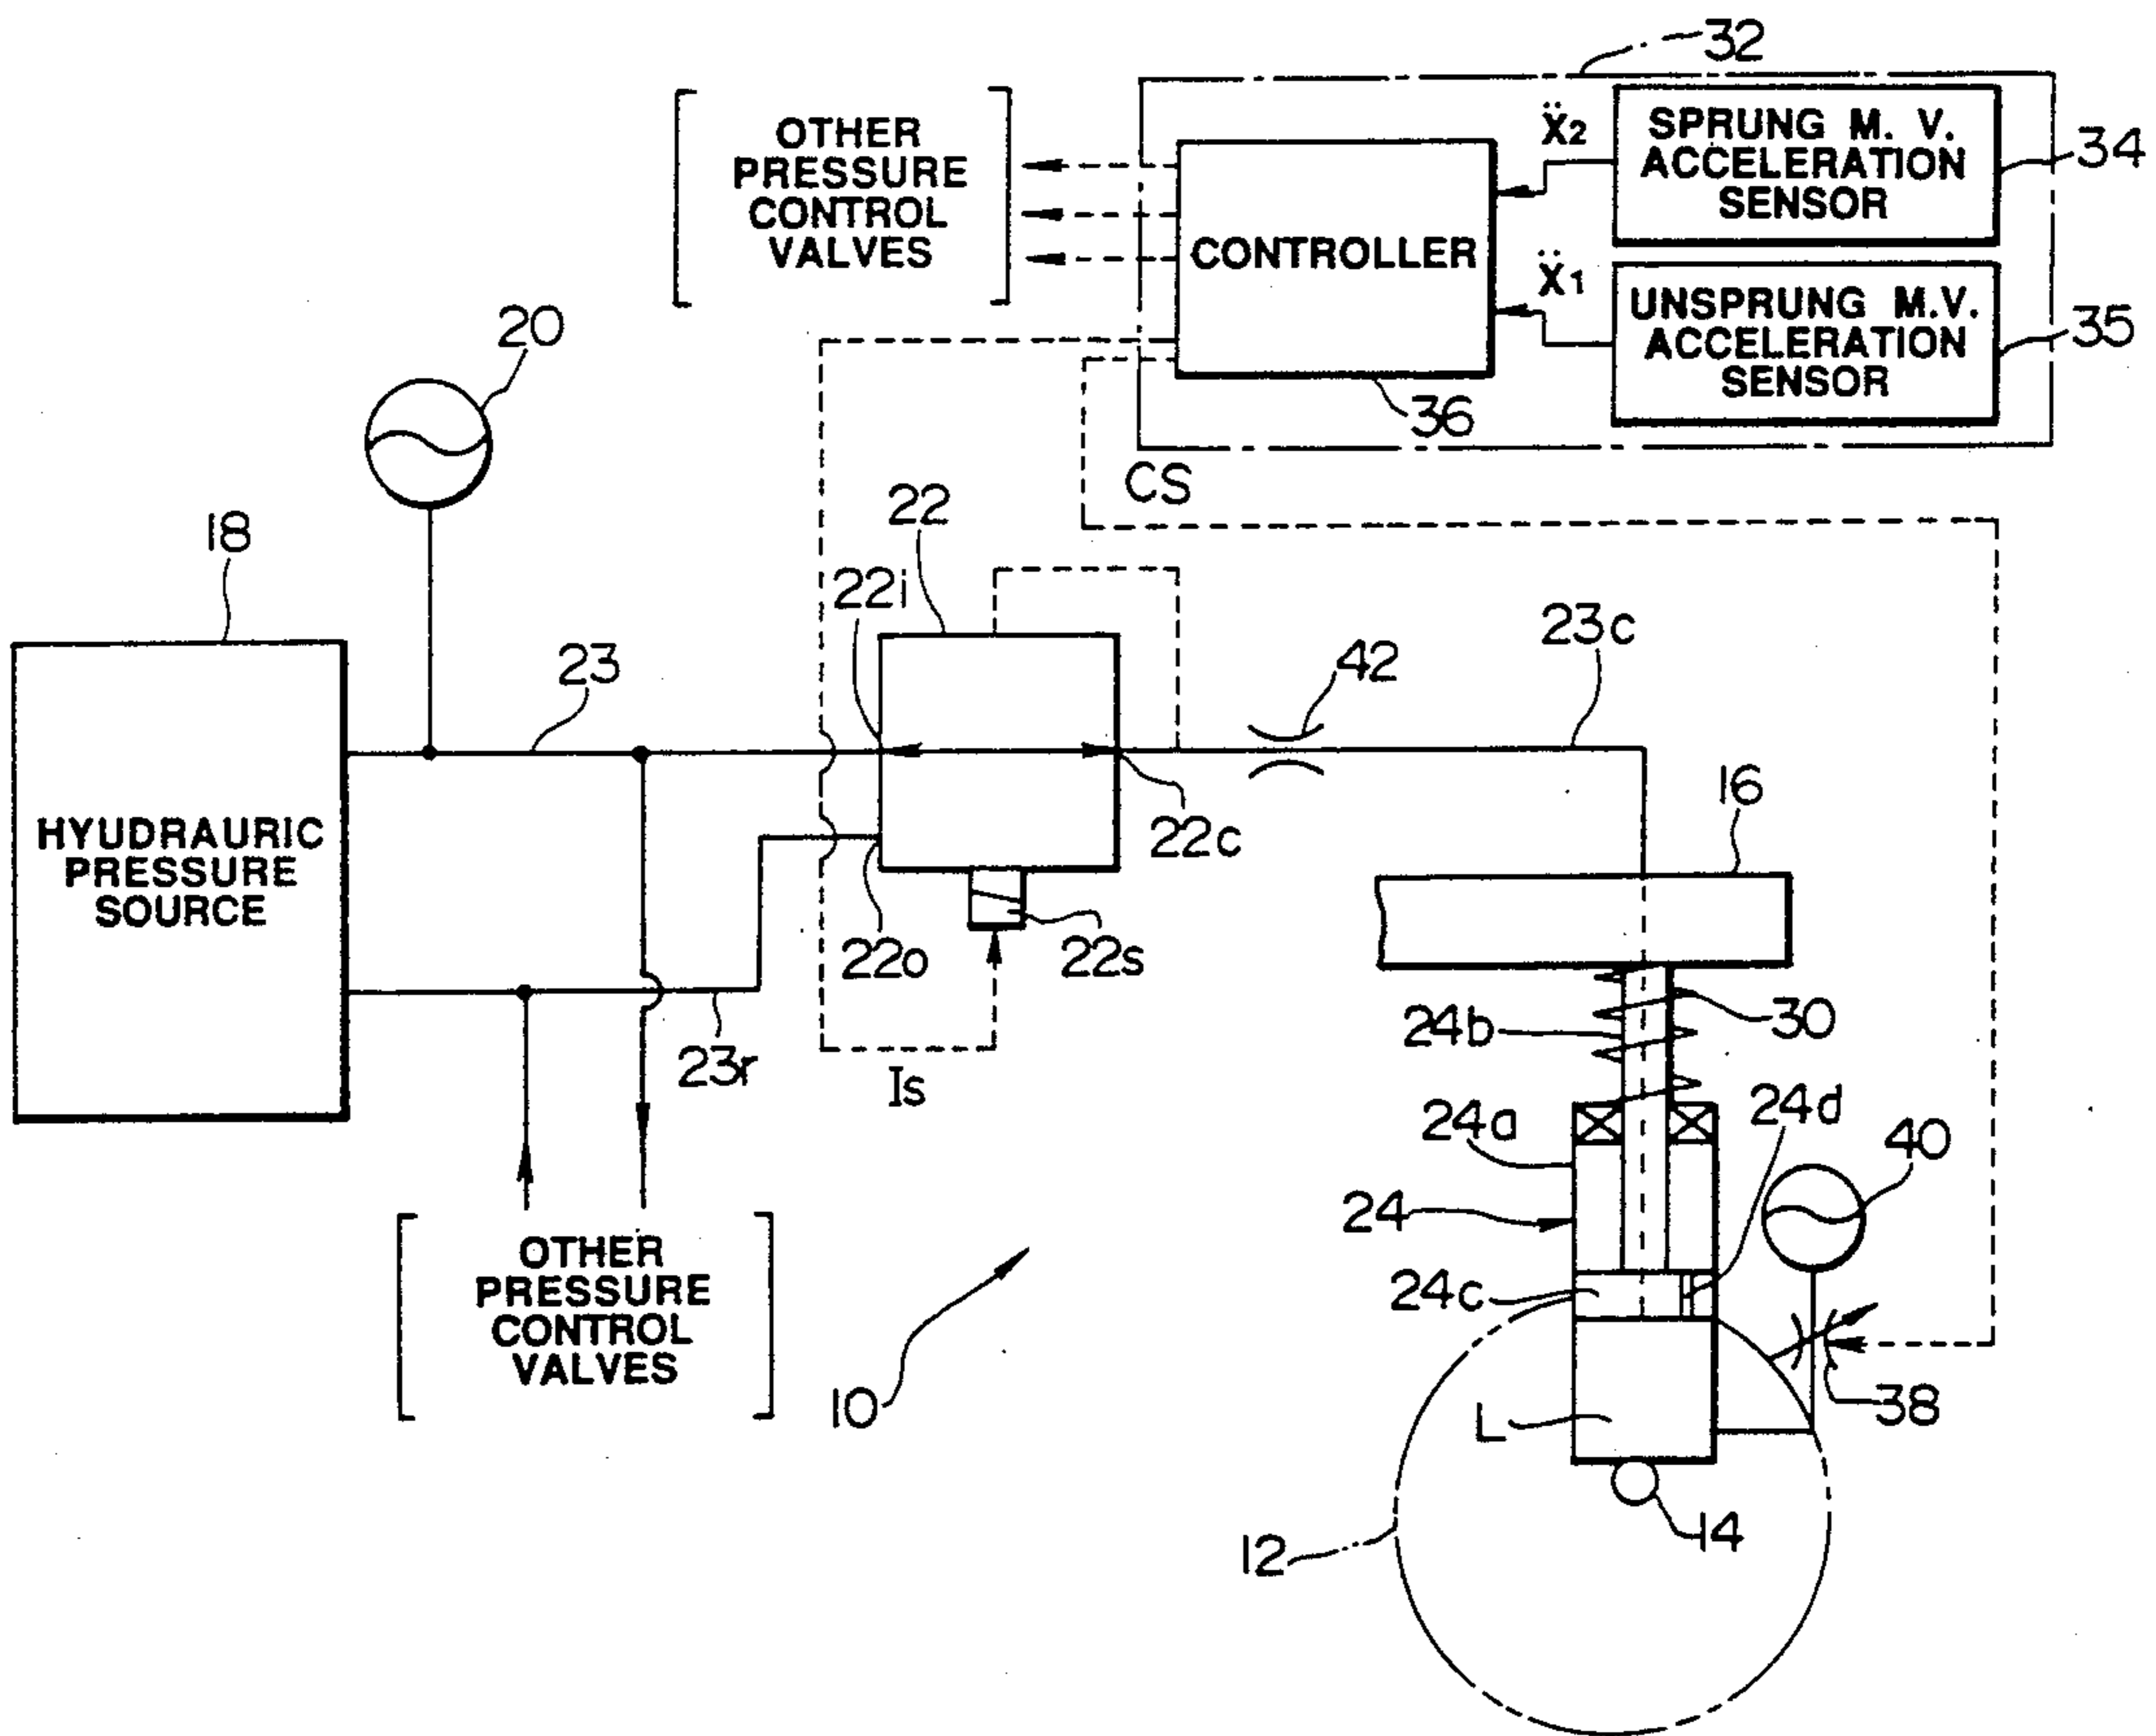 32
OTHER
PRESSURE
CONTROL
VALVES
CONTROLLER
Ẍ2
SPRUNG M. V.
ACCELERATION
SENSOR
34
Ẍ1
UNSPRUNG M.V.
ACCELERATION
SENSOR
35
36
20
CS
18
22
22i
23
42
23c
16
HYUDRAURIC
PRESSURE
SOURCE
22c
22o
22s
23r
Is
24b
30
24a
24d
40
24
24c
OTHER
PRESSURE
CONTROL
VALVES
10
L
38
14
12